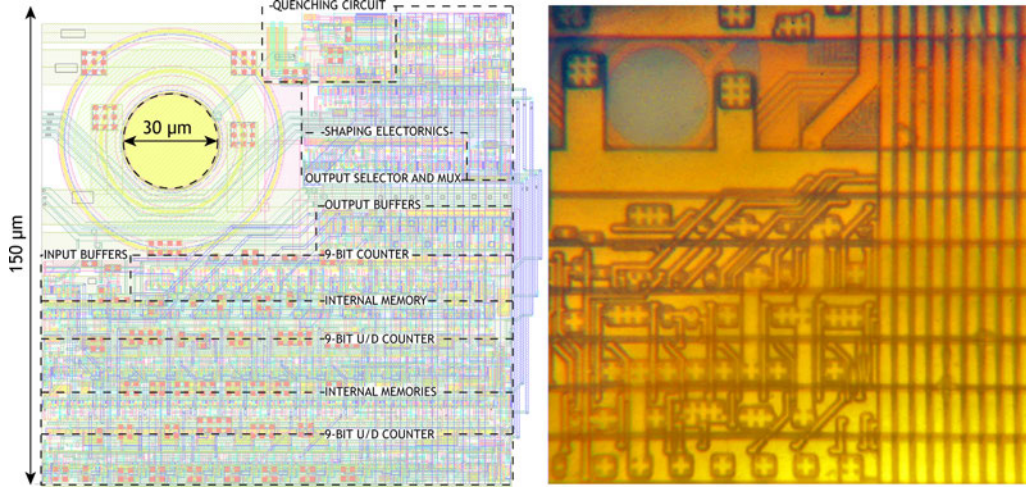 QUENCHING CIRCUIT
30 µm
SHAPING ELECTORNICS
OUTPUT SELECTOR AND MUX
OUTPUT BUFFERS
150 µm
INPUT BUFFERS
9-BIT COUNTER
INTERNAL MEMORY
9-BIT U/D COUNTER
INTERNAL MEMORIES
9-BIT U/D COUNTER